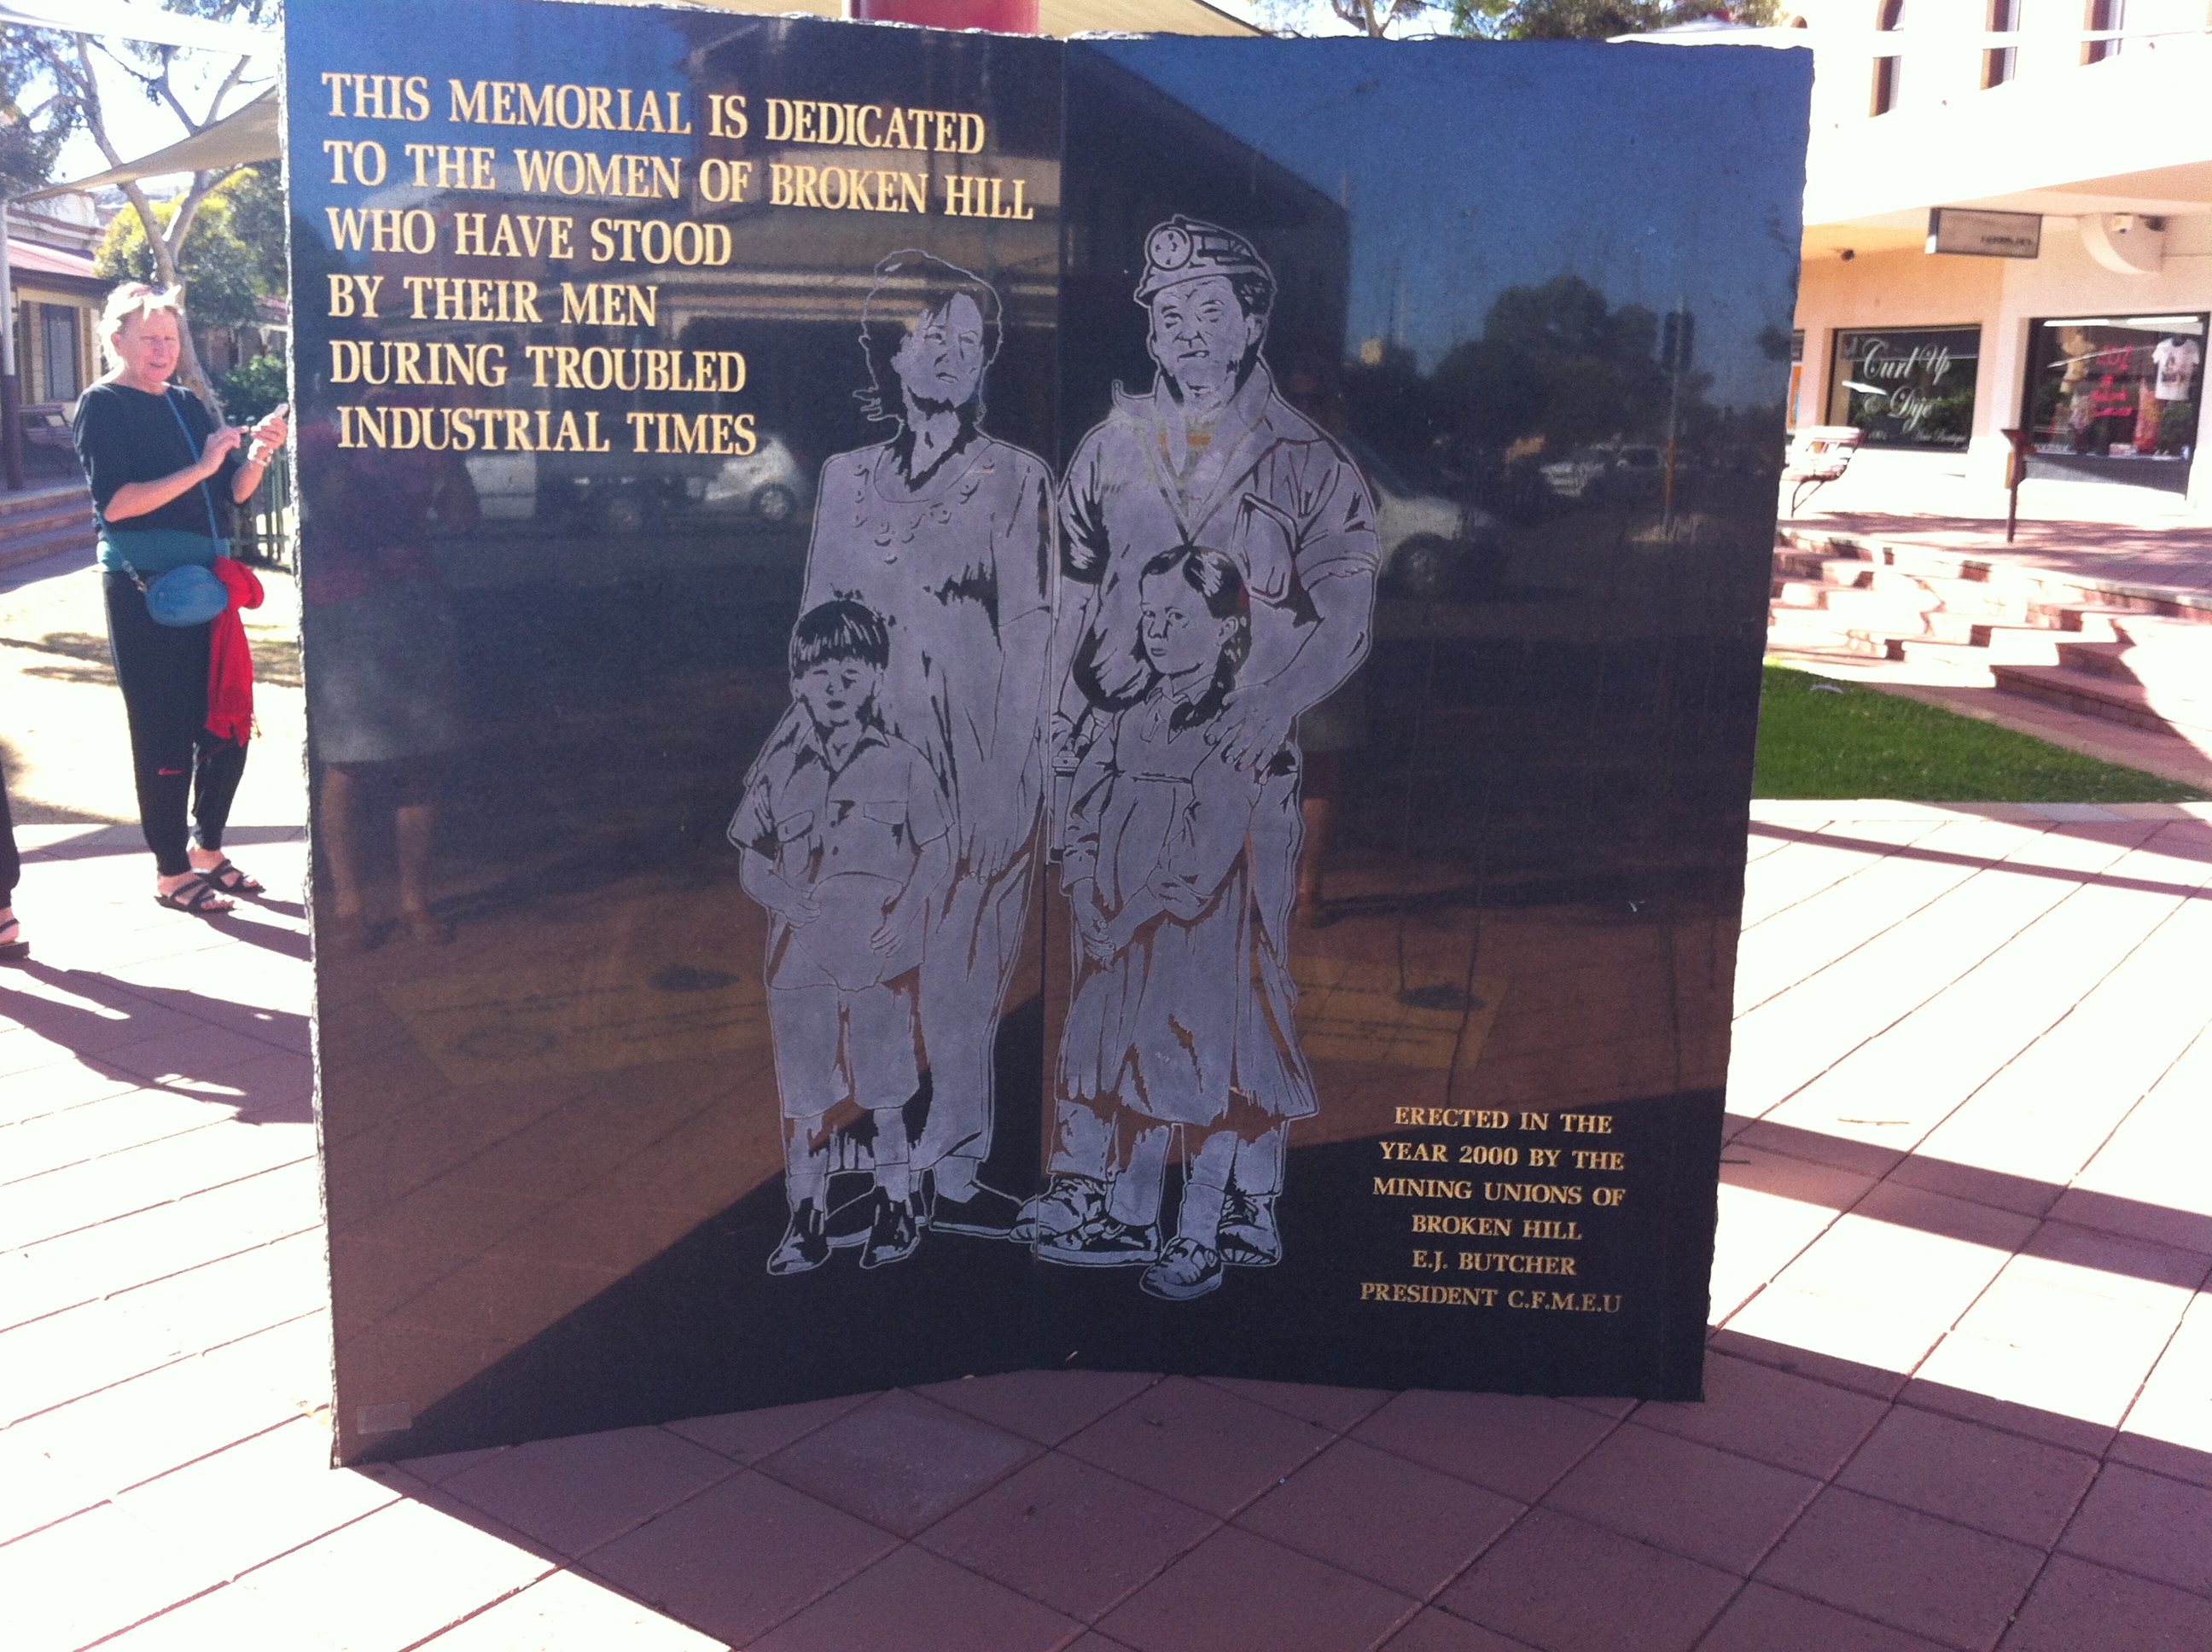 THIS MEMORIAL IS DEDICATED
TO THE WOMEN OF BROKEN HILL
WHO HAVE STOOD
BY THEIR MEN
DURING TROUBLED
INDUSTRIAL TIMES
ERECTED IN THE
YEAR 2000 BY THE
MINING UNIONS OF
BROKEN HILL
E.J. BUTCHER
PRESIDENT C.F.M.E.U
Curl Up
& Dye